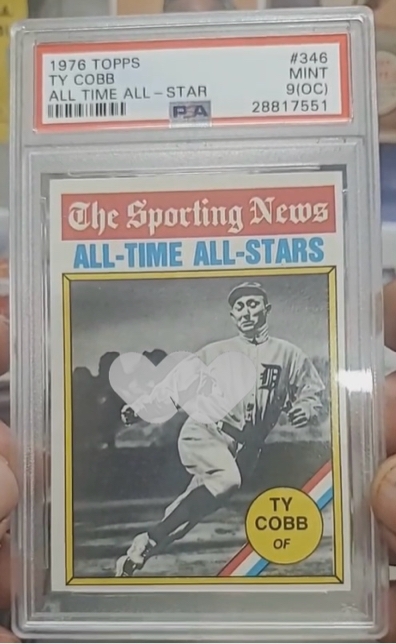 1976 TOPPS #346
TY COBB MINT
ALL TIME ALL-STAR 9(OC)
PSA 28817551
The Sporting News
ALL-TIME ALL-STARS
D
TY
COBB
OF